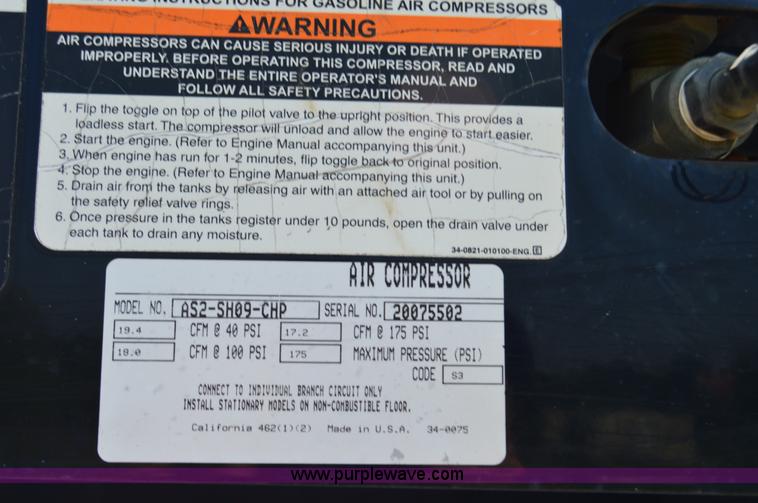 INSTRUCTIONS FOR GASOLINE AIR COMPRESSORS
WARNING
AIR COMPRESSORS CAN CAUSE SERIOUS INJURY OR DEATH IF OPERATED
IMPROPERLY. BEFORE OPERATING THIS COMPRESSOR, READ AND
UNDERSTAND THE ENTIRE OPERATOR'S MANUAL AND
FOLLOW ALL SAFETY PRECAUTIONS.
1. Flip the toggle on top of the pilot valve to the upright position. This provides a
loadless start. The compressor will unload and allow the engine to start easier.
2. Start the engine. (Refer to Engine Manual accompanying this unit.)
3. When engine has run for 1-2 minutes, flip toggle back to original position.
4. Stop the engine. (Refer to Engine Manual accompanying this unit.)
5. Drain air from the tanks by releasing air with an attached air tool or by pulling on
the safety relief valve rings.
6. Once pressure in the tanks register under 10 pounds, open the drain valve under
each tank to drain any moisture.
34-0821-010100-ENG. E
AIR COMPRESSOR
MODEL NO. AS2-SH09-CHP SERIAL NO. 20075502
19.4 CFM @ 40 PSI 17.2 CFM @ 175 PSI
18.0 CFM @ 100 PSI 175 MAXIMUM PRESSURE (PSI)
CODE S3
CONNECT TO INDIVIDUAL BRANCH CIRCUIT ONLY
INSTALL STATIONARY MODELS ON NON-COMBUSTIBLE FLOOR.
California 462(1)(2) Made in U.S.A. 34-0075
www.purplewave.com